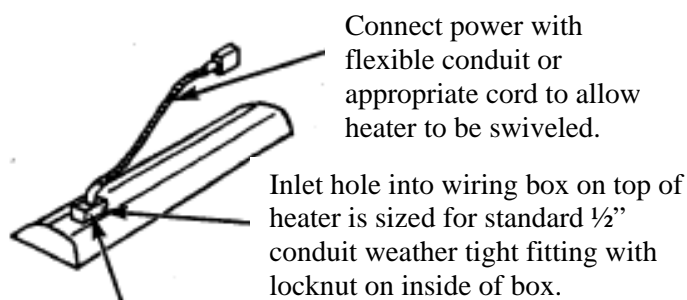 Connect power with
flexible conduit or
appropriate cord to allow
heater to be swiveled.
Inlet hole into wiring box on top of
heater is sized for standard ½”
conduit weather tight fitting with
locknut on inside of box.